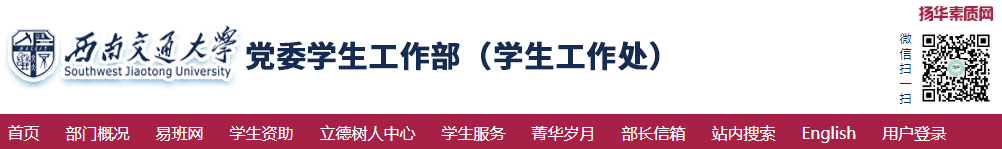 扬华素质网
西南交通大学
Southwest Jiaotong University
党委学生工作部（学生工作处）
微信扫一扫
首页 部门概况 易班网 学生资助 立德树人中心 学生服务 菁华岁月 部长信箱 站内搜索 English 用户登录